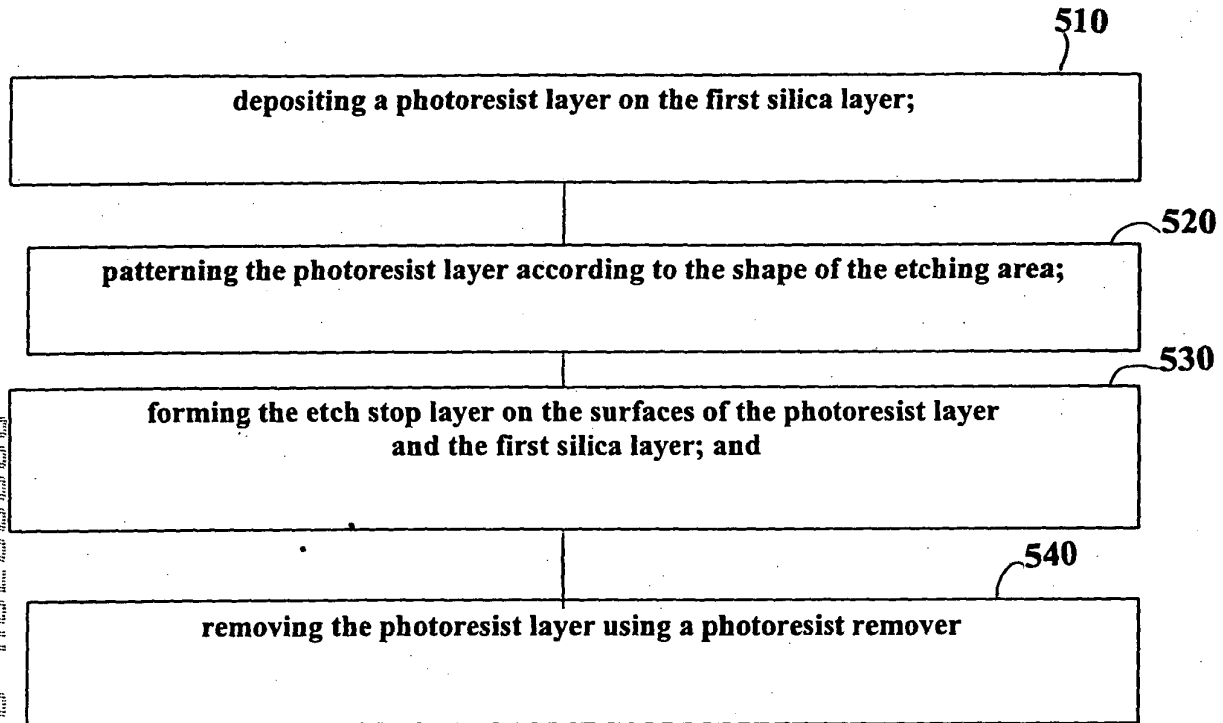 510
depositing a photoresist layer on the first silica layer;
520
patterning the photoresist layer according to the shape of the etching area;
530
forming the etch stop layer on the surfaces of the photoresist layer
and the first silica layer; and
540
removing the photoresist layer using a photoresist remover